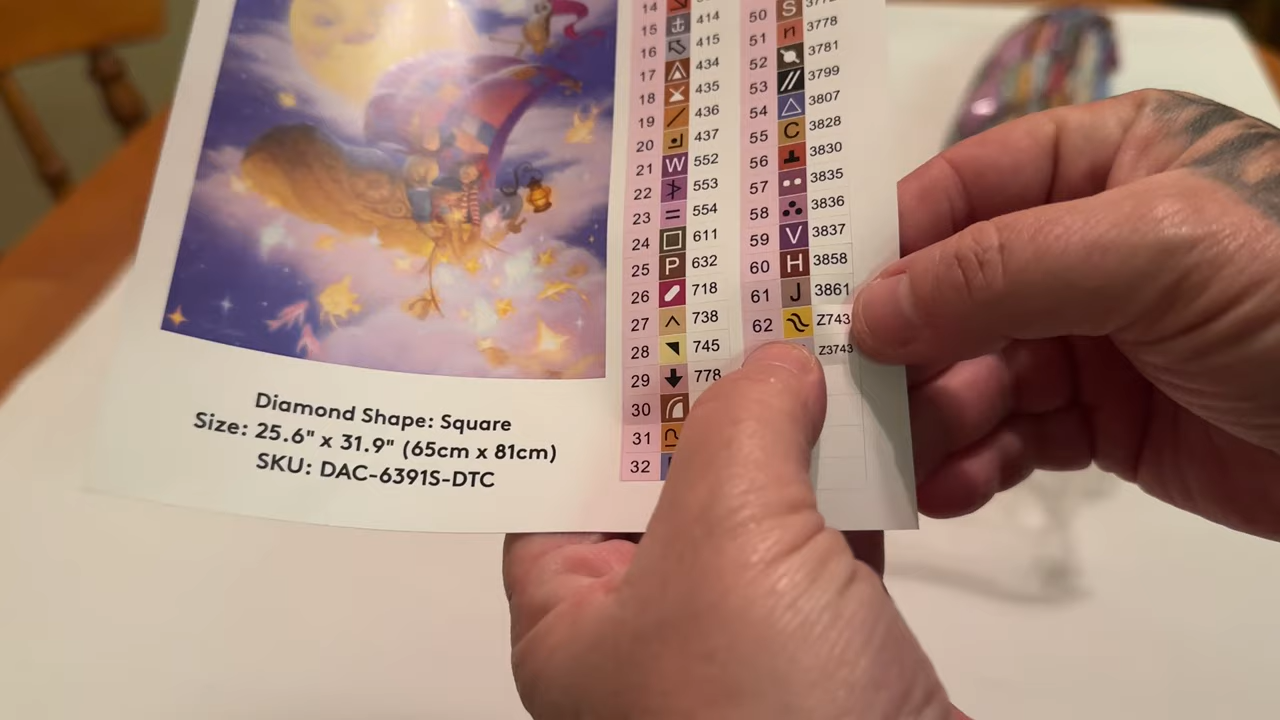 14
15 414
16 415
17 434
18 435
19 436
20 437
21 W 552
22 553
23 = 554
24 611
25 P 632
26 718
27 738
28 745
29 778
30
31
32
50 S
51 n 3778
52 3781
53 // 3799
54 3807
55 C 3828
56 3830
57 3835
58 3836
59 V 3837
60 H 3858
61 J 3861
62 Z743
Z3743
Diamond Shape: Square
Size: 25.6" x 31.9" (65cm x 81cm)
SKU: DAC-6391S-DTC